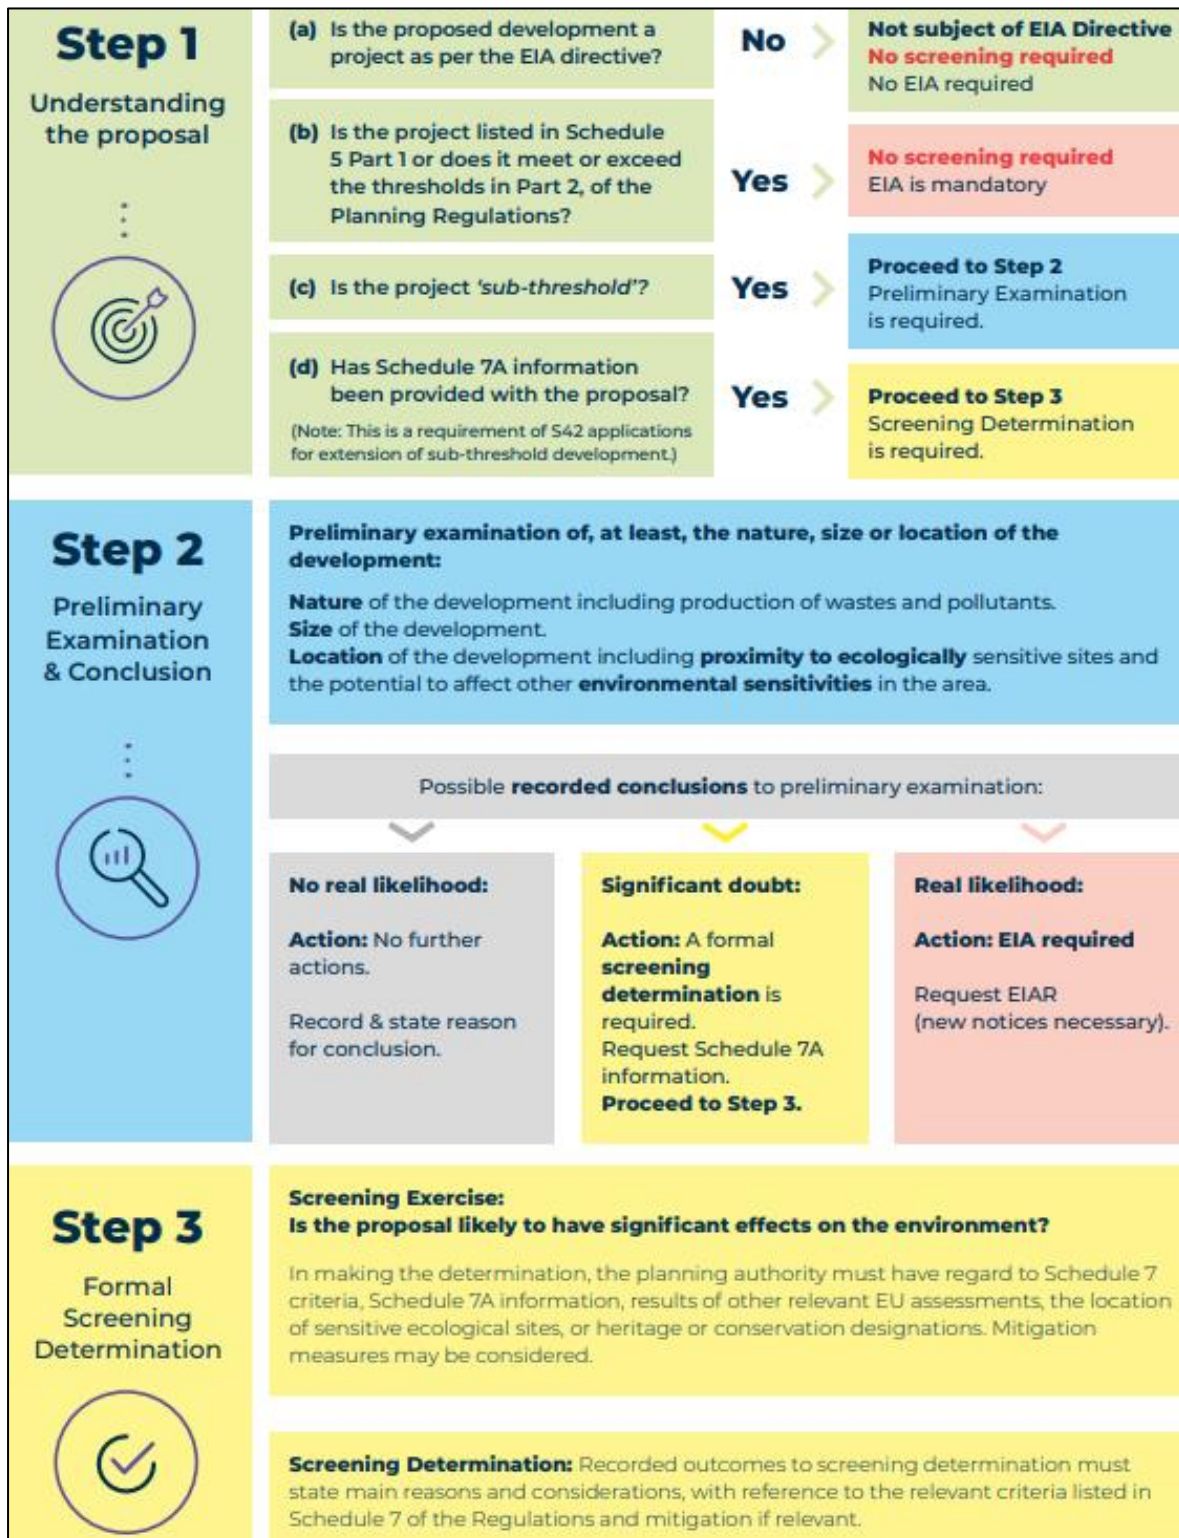 Step 1
Understanding
the proposal
(a) Is the proposed development a
project as per the EIA directive?
No
Not subject of EIA Directive
No screening required
No EIA required
(b) Is the project listed in Schedule
5 Part 1 or does it meet or exceed
the thresholds in Part 2, of the
Planning Regulations?
Yes
No screening required
EIA is mandatory
(c) Is the project ‘sub-threshold’?
Yes
Proceed to Step 2
Preliminary Examination
is required.
(d) Has Schedule 7A information
been provided with the proposal?
(Note: This is a requirement of S42 applications
for extension of sub-threshold development.)
Yes
Proceed to Step 3
Screening Determination
is required.
Step 2
Preliminary
Examination
& Conclusion
Preliminary examination of, at least, the nature, size or location of the
development:
Nature of the development including production of wastes and pollutants.
Size of the development.
Location of the development including proximity to ecologically sensitive sites and
the potential to affect other environmental sensitivities in the area.
Possible recorded conclusions to preliminary examination:
No real likelihood:
Action: No further
actions.
Record & state reason
for conclusion.
Significant doubt:
Action: A formal
screening
determination is
required.
Request Schedule 7A
information.
Proceed to Step 3.
Real likelihood:
Action: EIA required
Request EIAR
(new notices necessary).
Step 3
Formal
Screening
Determination
Screening Exercise:
Is the proposal likely to have significant effects on the environment?
In making the determination, the planning authority must have regard to Schedule 7
criteria, Schedule 7A information, results of other relevant EU assessments, the location
of sensitive ecological sites, or heritage or conservation designations. Mitigation
measures may be considered.
Screening Determination: Recorded outcomes to screening determination must
state main reasons and considerations, with reference to the relevant criteria listed in
Schedule 7 of the Regulations and mitigation if relevant.